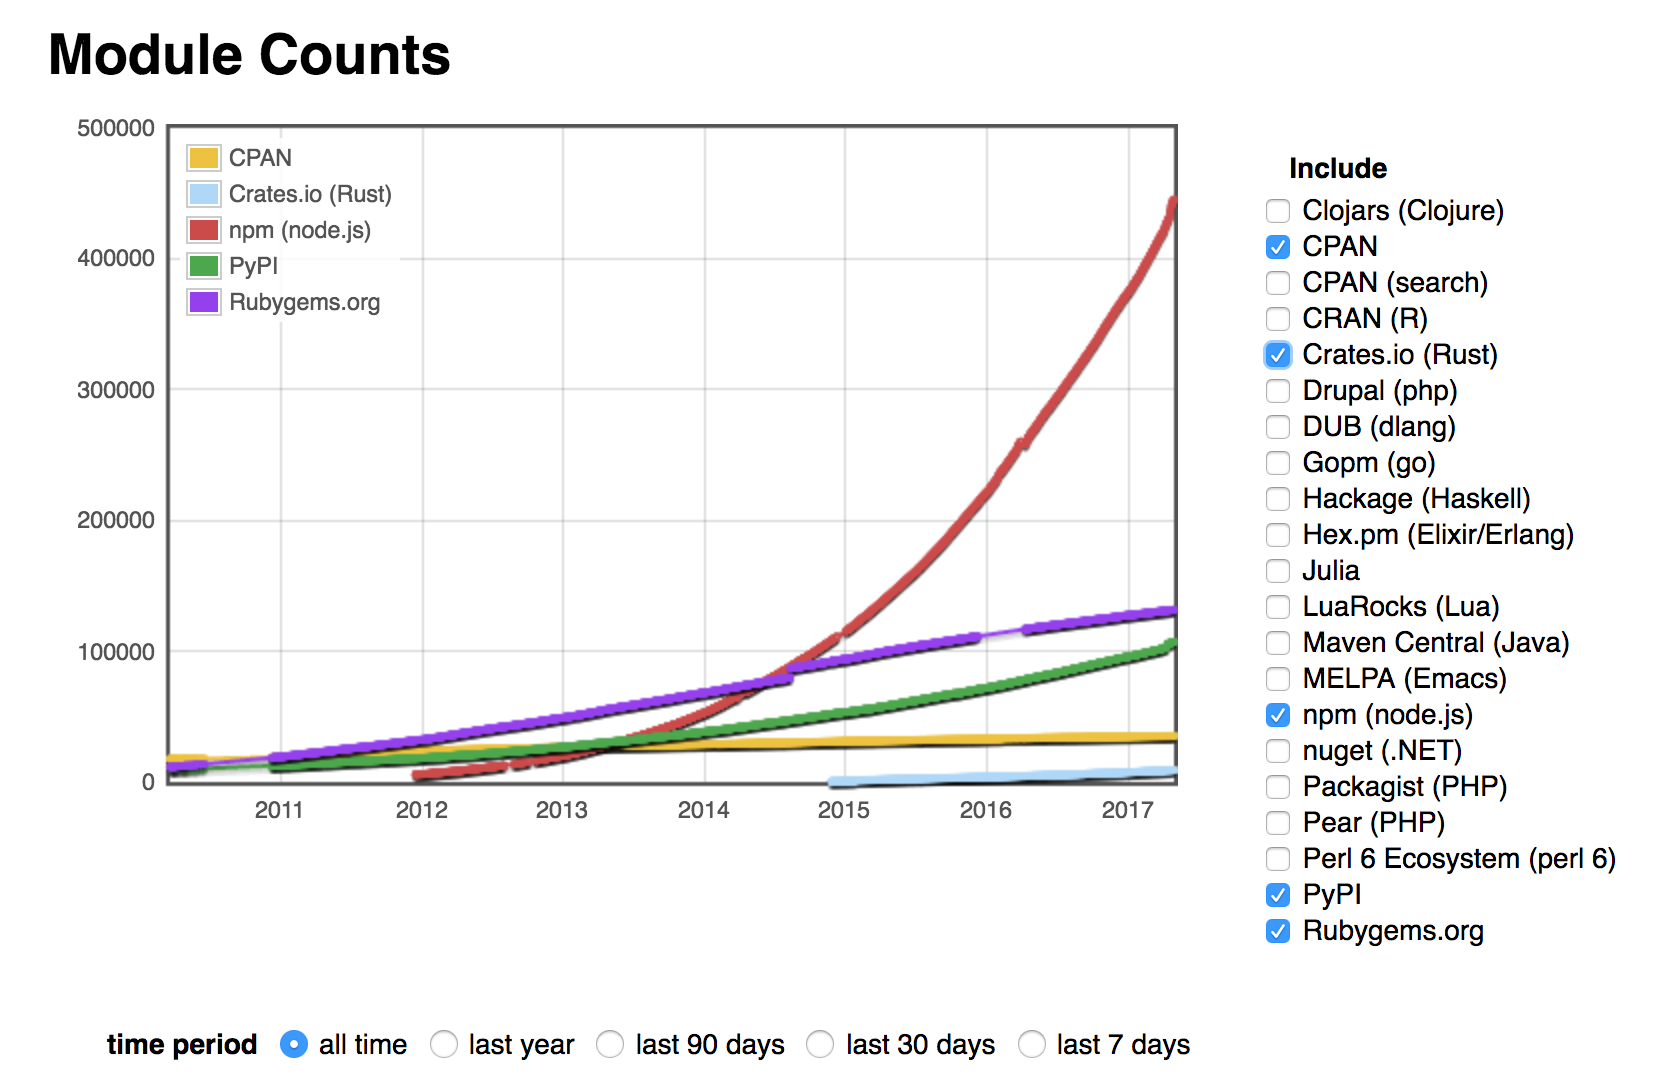 Module Counts
500000
400000
300000
200000
100000
0
CPAN
Crates.io (Rust)
npm (node.js)
PyPI
Rubygems.org
2011 2012 2013 2014 2015 2016 2017
Include
Clojars (Clojure)
CPAN
CPAN (search)
CRAN (R)
Crates.io (Rust)
Drupal (php)
DUB (dlang)
Gopm (go)
Hackage (Haskell)
Hex.pm (Elixir/Erlang)
Julia
LuaRocks (Lua)
Maven Central (Java)
MELPA (Emacs)
npm (node.js)
nuget (.NET)
Packagist (PHP)
Pear (PHP)
Perl 6 Ecosystem (perl 6)
PyPI
Rubygems.org
time period all time last year last 90 days last 30 days last 7 days